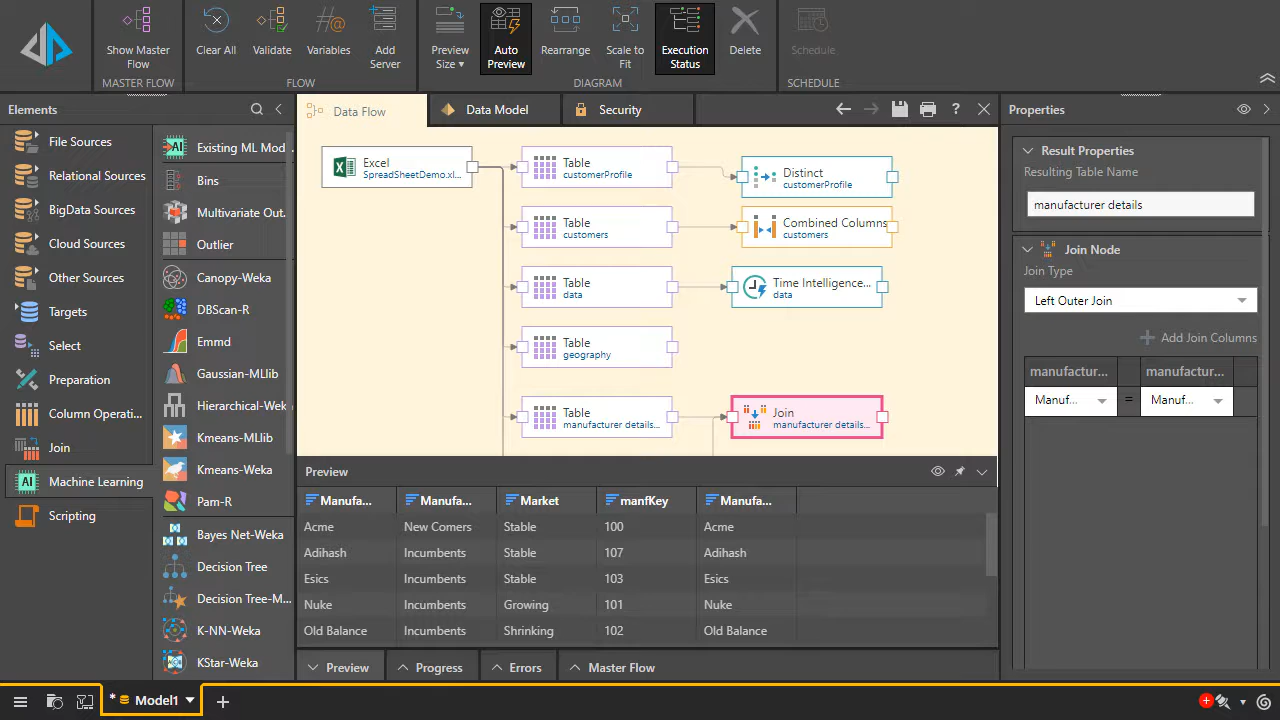 Show Master
Flow
MASTER FLOW
Clear All
Validate
Variables
Add
Server
FLOW
Preview
Size
Auto
Preview
Rearrange
Scale to
Fit
Execution
Status
Delete
DIAGRAM
Schedule
SCHEDULE
Elements
File Sources
Relational Sources
BigData Sources
Cloud Sources
Other Sources
Targets
Select
Preparation
Column Operati...
Join
Machine Learning
Scripting
Existing ML Mod
Bins
Multivariate Out.
Outlier
Canopy-Weka
DBScan-R
Emmd
Gaussian-MLlib
Hierarchical-Wek
Kmeans-MLlib
Kmeans-Weka
Pam-R
Bayes Net-Weka
Decision Tree
Decision Tree-M...
K-NN-Weka
KStar-Weka
Data Flow
Data Model
Security
Excel
SpreadSheetDemo.xl...
Table
customerProfile
Distinct
customerProfile
Table
customers
Combined Columns
customers
Table
data
Time Intelligence...
data
Table
geography
Table
manufacturer details...
Join
manufacturer details...
Preview
Manufa... Manufa... Market manfKey Manufa...
Acme New Comers Stable 100 Acme
Adihash Incumbents Stable 107 Adihash
Esics Incumbents Stable 103 Esics
Nuke Incumbents Growing 101 Nuke
Old Balance Incumbents Shrinking 102 Old Balance
Preview
Progress
Errors
Master Flow
Properties
Result Properties
Resulting Table Name
manufacturer details
Join Node
Join Type
Left Outer Join
Add Join Columns
manufactur... manufactur...
Manuf... = Manuf...
* Model1